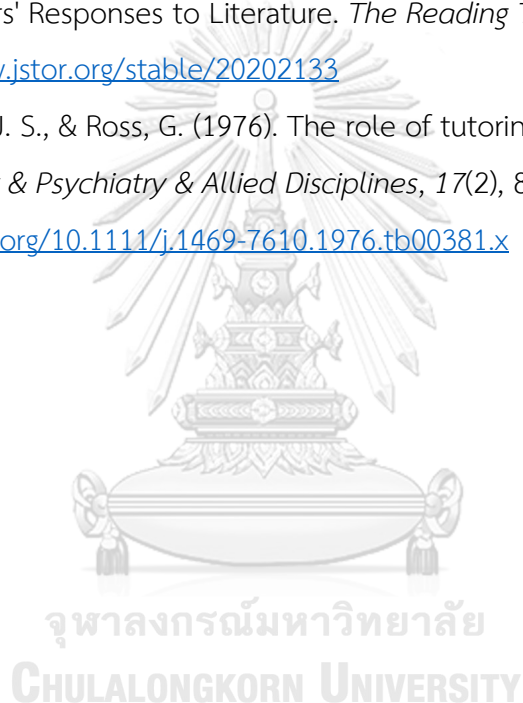 rs' Responses to Literature. The Reading T
w.jstor.org/stable/20202133
J. S., & Ross, G. (1976). The role of tutoring
& Psychiatry & Allied Disciplines, 17(2), 8
org/10.1111/j.1469-7610.1976.tb00381.x
จุฬาลงกรณ์มหาวิทยาลัย
CHULALONGKORN UNIVERSITY